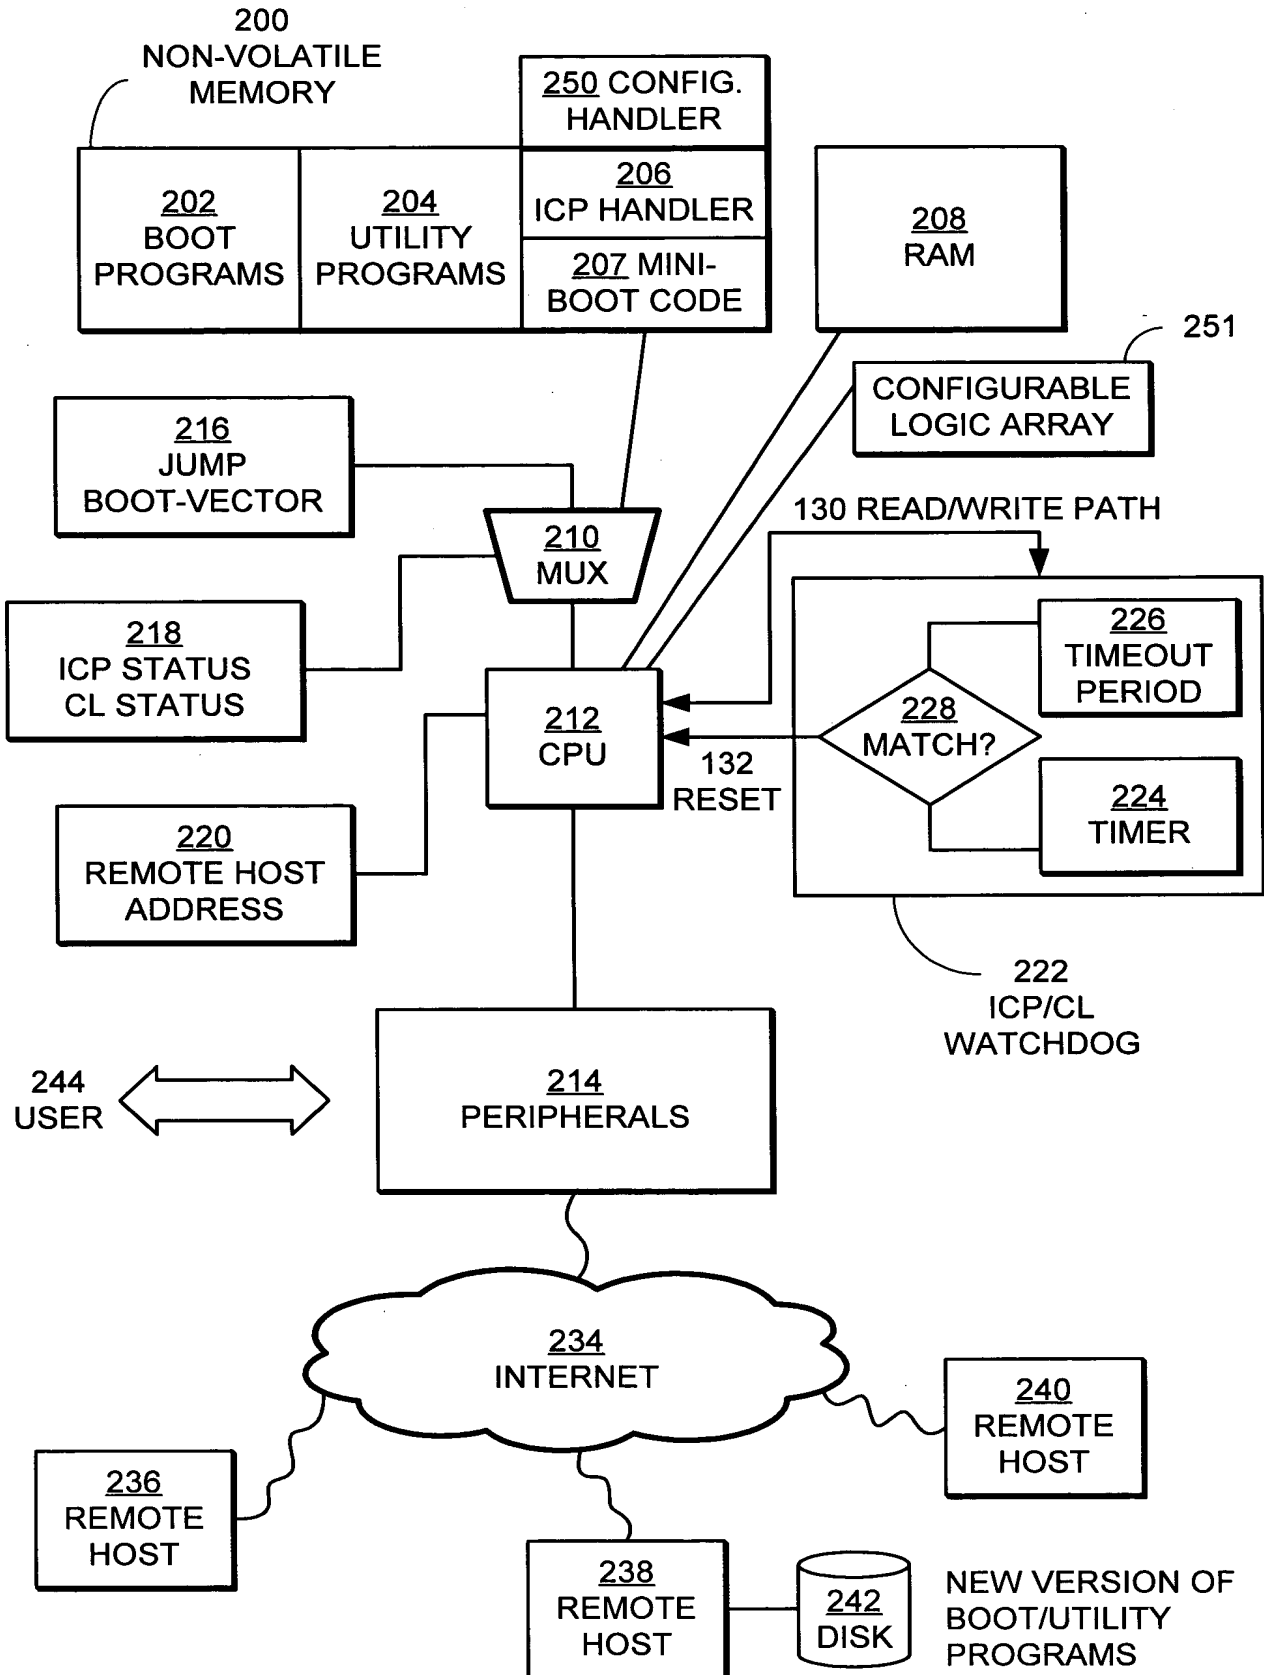 200
NON-VOLATILE
MEMORY
250 CONFIG.
HANDLER
202
BOOT
PROGRAMS
204
UTILITY
PROGRAMS
206
ICP HANDLER
207 MINI-
BOOT CODE
208
RAM
251
CONFIGURABLE
LOGIC ARRAY
216
JUMP
BOOT-VECTOR
210
MUX
130 READ/WRITE PATH
218
ICP STATUS
CL STATUS
212
CPU
226
TIMEOUT
PERIOD
228
MATCH?
132
RESET
224
TIMER
220
REMOTE HOST
ADDRESS
222
ICP/CL
WATCHDOG
244
USER
214
PERIPHERALS
234
INTERNET
240
REMOTE
HOST
236
REMOTE
HOST
238
REMOTE
HOST
242
DISK
NEW VERSION OF
BOOT/UTILITY
PROGRAMS